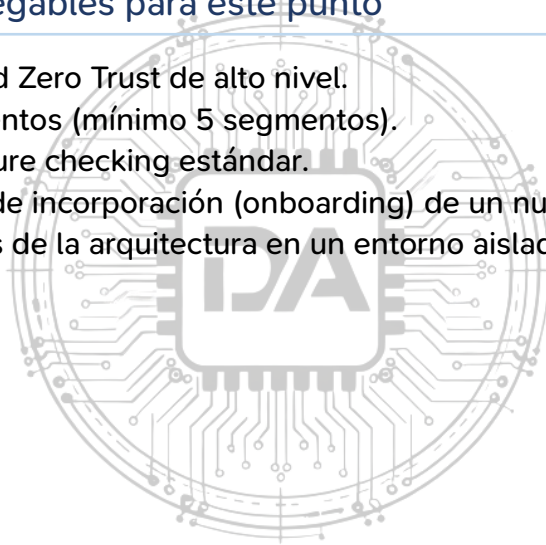 egables para este punto
d Zero Trust de alto nivel.
ntos (mínimo 5 segmentos).
ure checking estándar.
de incorporación (onboarding) de un nu
s de la arquitectura en un entorno aislad
DA